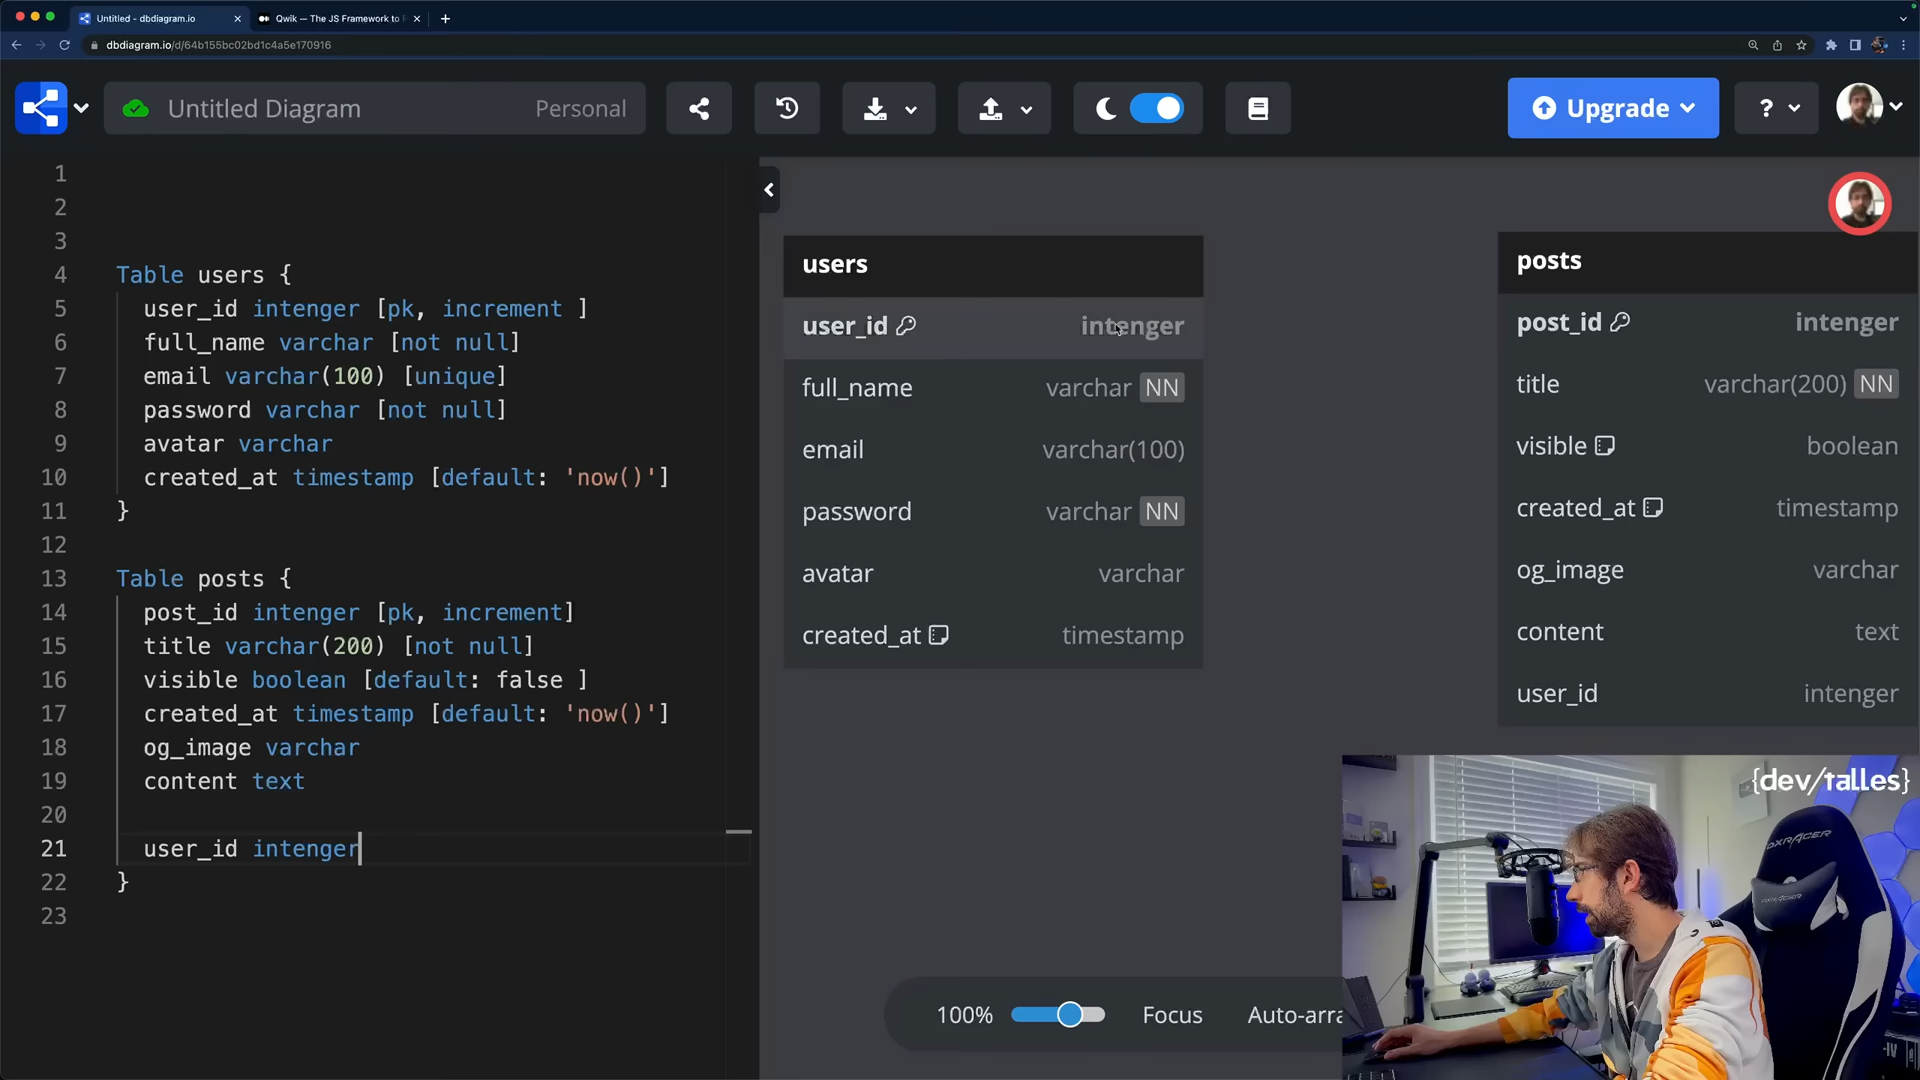 Untitled - dbdiagram.io
Qwik — The JS Framework to
dbdiagram.io/d/64b155bc02bd1c4a5e170916
Untitled Diagram
Personal
Upgrade
?
1
2
3
4 Table users {
5 user_id intenger [pk, increment ]
6 full_name varchar [not null]
7 email varchar(100) [unique]
8 password varchar [not null]
9 avatar varchar
10 created_at timestamp [default: 'now()']
11 }
12
13 Table posts {
14 post_id intenger [pk, increment]
15 title varchar(200) [not null]
16 visible boolean [default: false ]
17 created_at timestamp [default: 'now()']
18 og_image varchar
19 content text
20
21 user_id intenger
22 }
23
users
user_id intenger
full_name varchar NN
email varchar(100)
password varchar NN
avatar varchar
created_at timestamp
posts
post_id intenger
title varchar(200) NN
visible boolean
created_at timestamp
og_image varchar
content text
user_id intenger
100%
Focus
Auto-arra
{dev/talles}
DXRACER